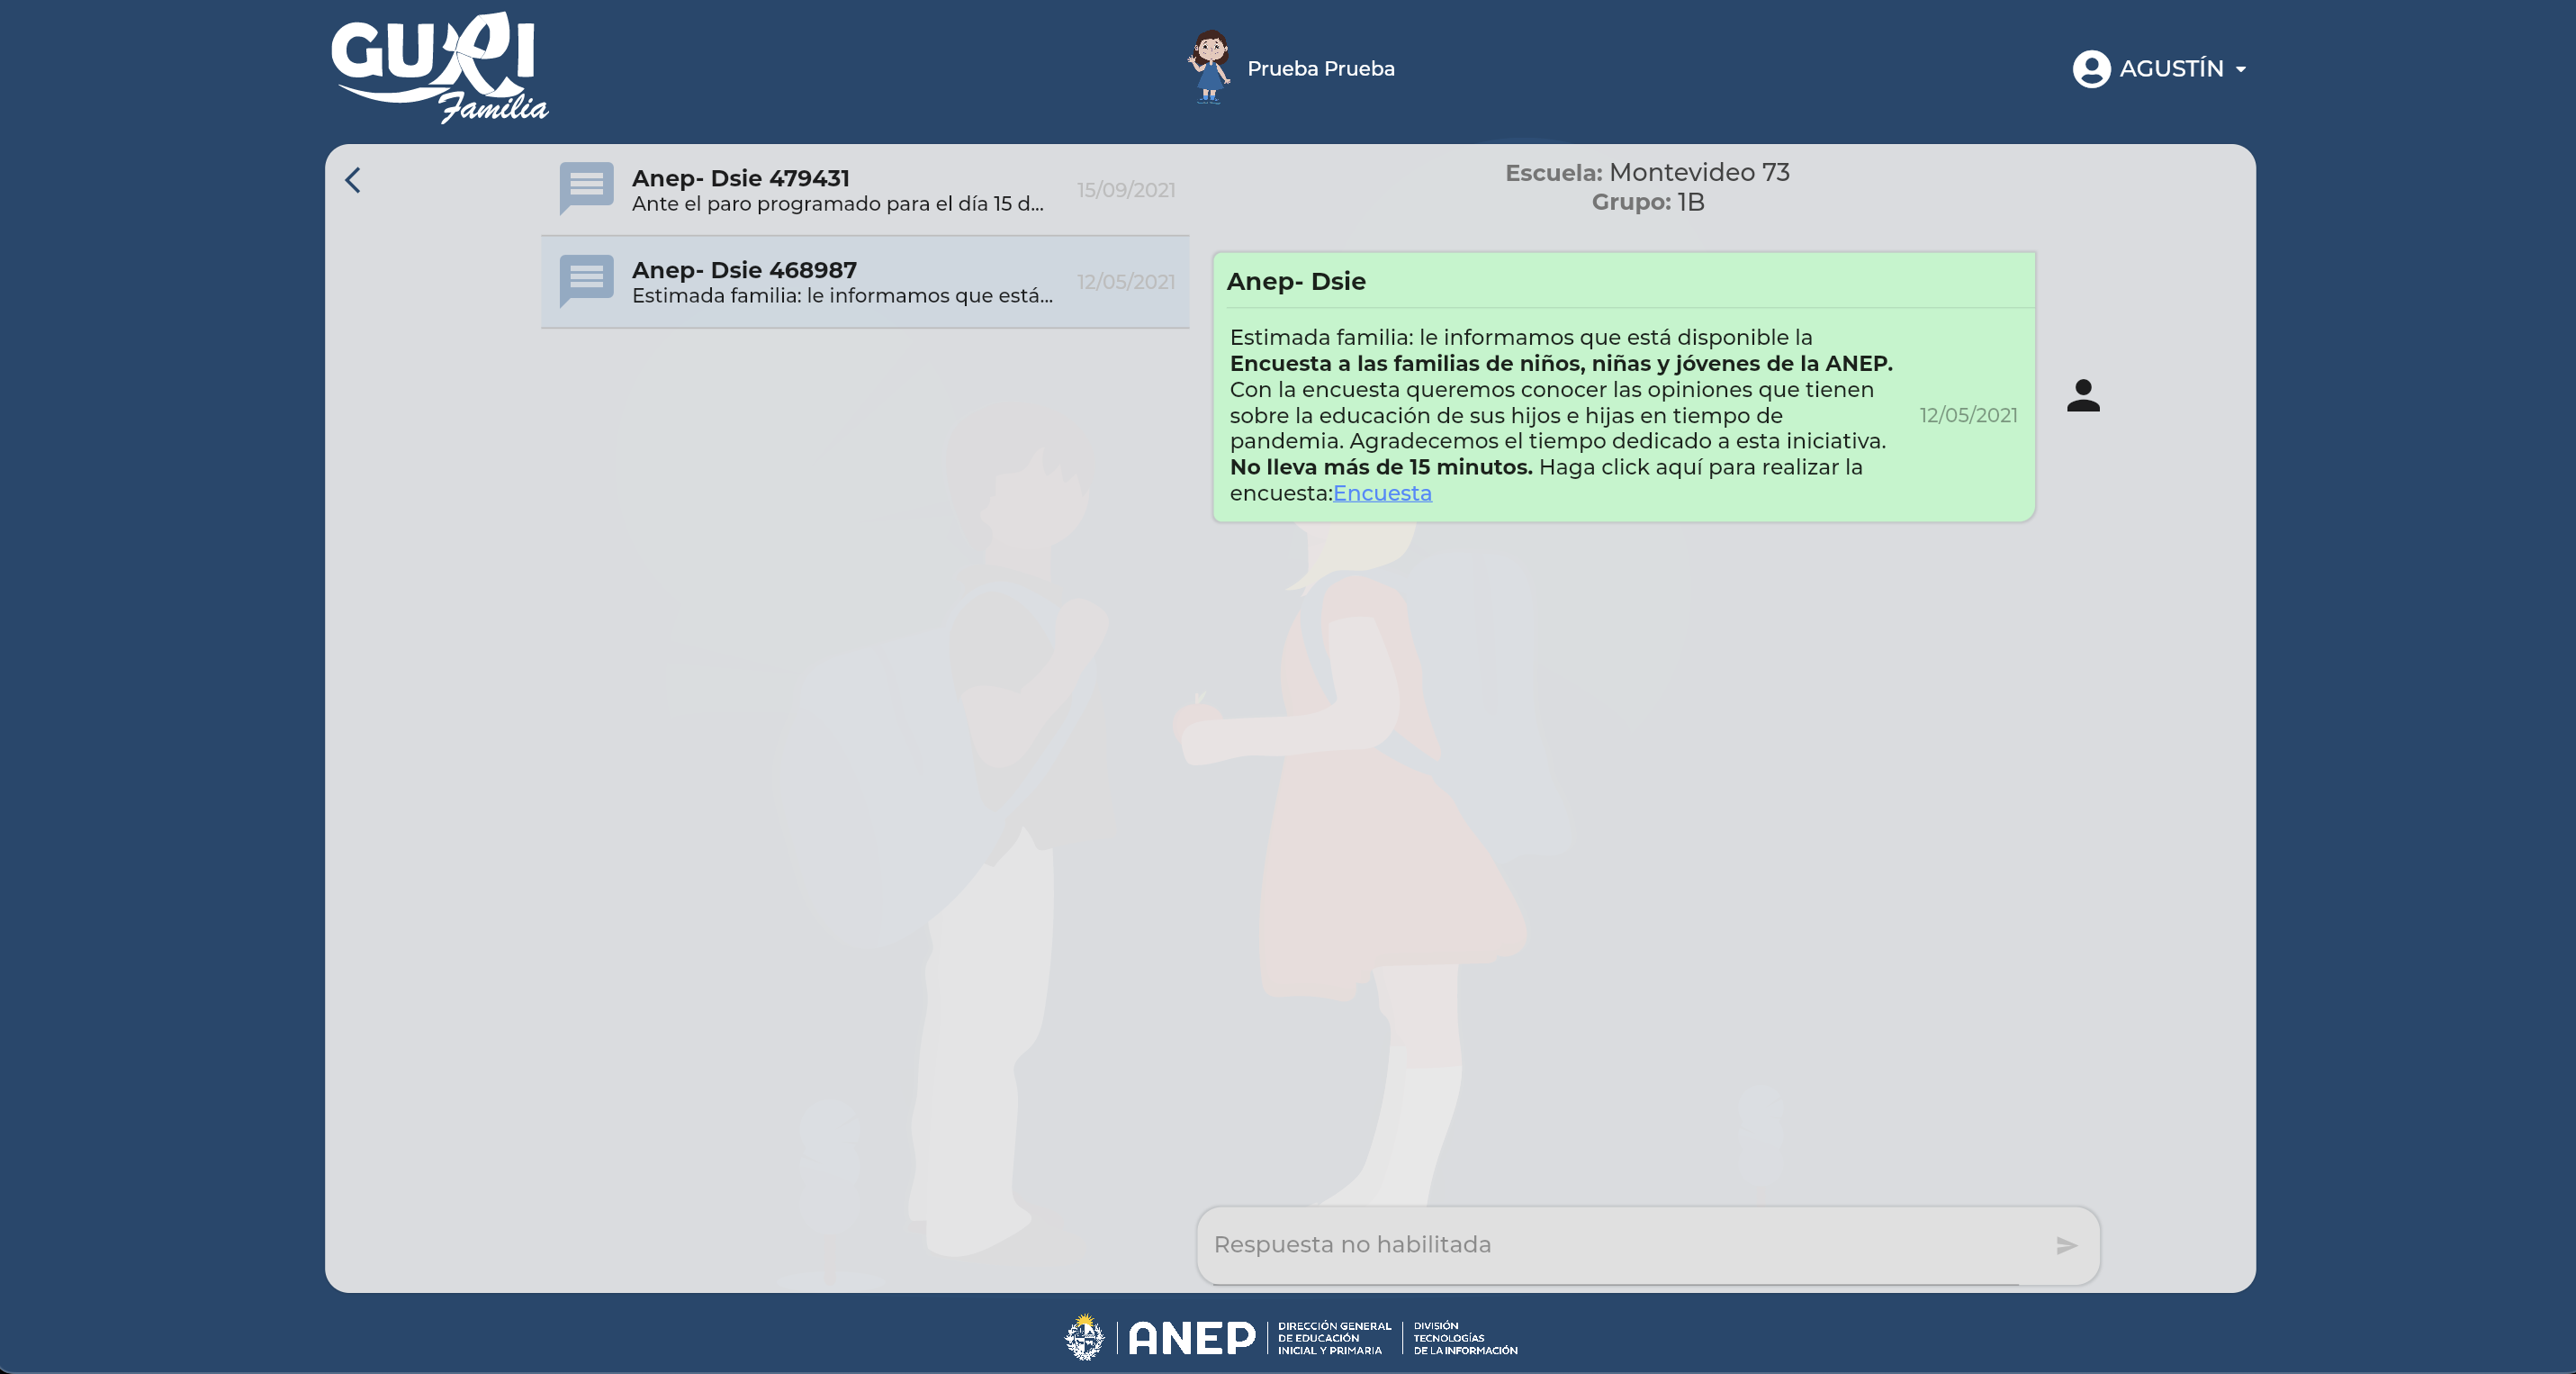 GURI
Familia
Prueba Prueba
AGUSTÍN
Anep- Dsie 479431
Ante el paro programado para el día 15 d...
15/09/2021
Anep- Dsie 468987
Estimada familia: le informamos que está...
12/05/2021
Escuela: Montevideo 73
Grupo: 1B
Anep- Dsie
Estimada familia: le informamos que está disponible la
Encuesta a las familias de niños, niñas y jóvenes de la ANEP.
Con la encuesta queremos conocer las opiniones que tienen
sobre la educación de sus hijos e hijas en tiempo de
pandemia. Agradecemos el tiempo dedicado a esta iniciativa.
No lleva más de 15 minutos. Haga click aquí para realizar la
encuesta:Encuesta
12/05/2021
Respuesta no habilitada
ANEP
DIRECCIÓN GENERAL
DE EDUCACIÓN
INICIAL Y PRIMARIA
DIVISIÓN
TECNOLOGÍAS
DE LA INFORMACIÓN